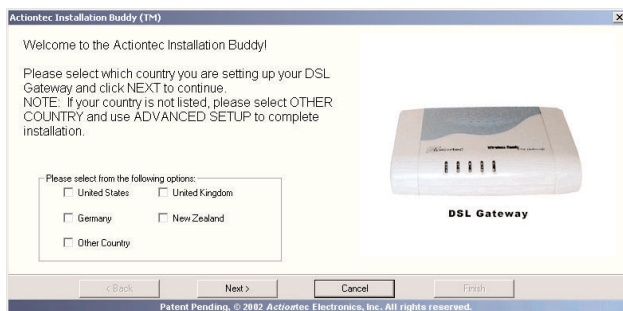 Actiontec Installation Buddy (TM)
Welcome to the Actiontec Installation Buddy!
Please select which country you are setting up your DSL
Gateway and click NEXT to continue.
NOTE: If your country is not listed, please select OTHER
COUNTRY and use ADVANCED SETUP to complete
installation.
Please select from the following options:
United States United Kingdom
Germany New Zealand
Other Country
Actiontec Wireless Ready
DSL Gateway
< Back Next > Cancel Finish
Patent Pending, © 2002 Actiontec Electronics, Inc. All rights reserved.